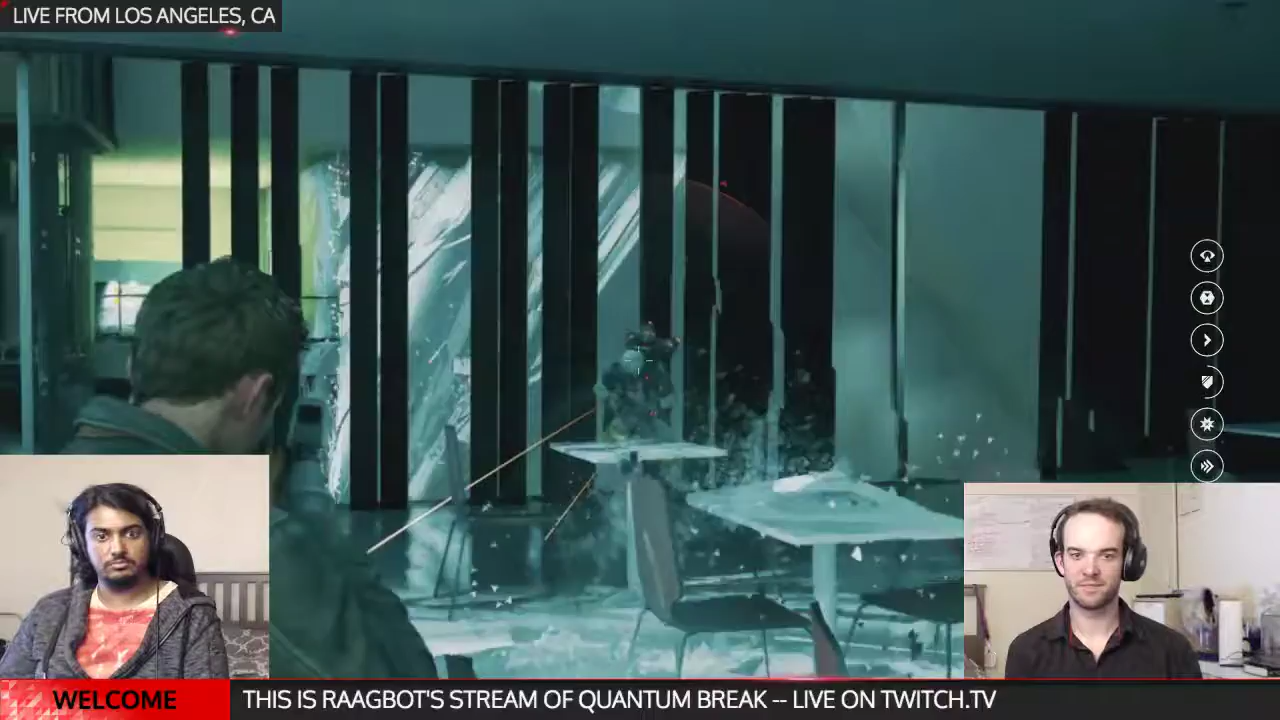 LIVE FROM LOS ANGELES, CA
WELCOME
THIS IS RAAGBOT'S STREAM OF QUANTUM BREAK -- LIVE ON TWITCH.TV